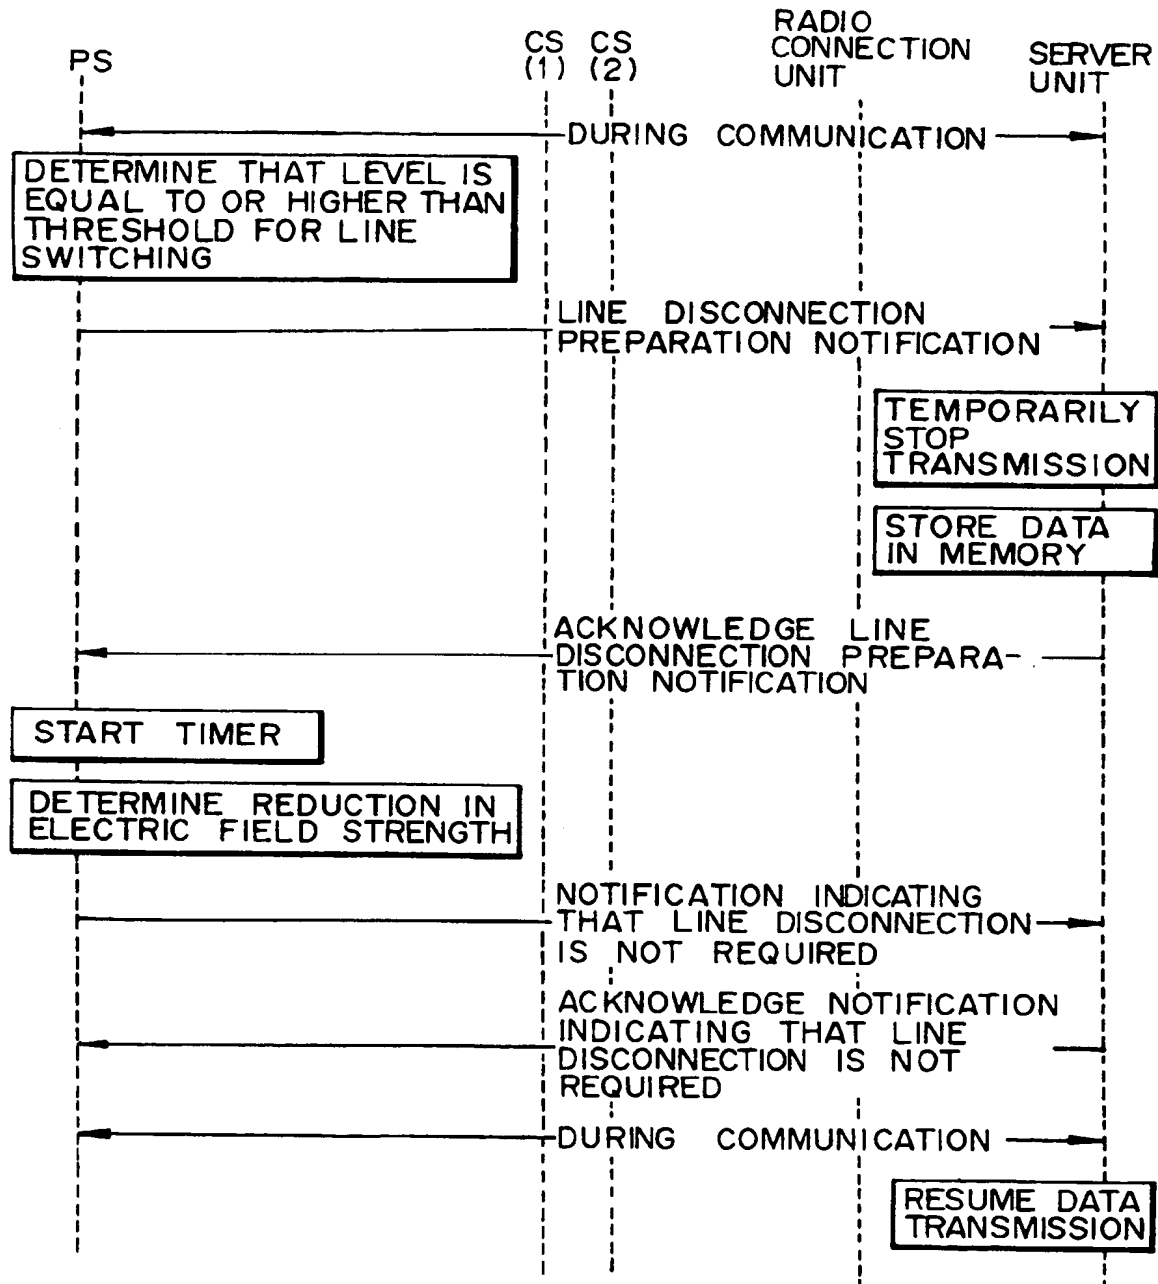 PS
CS
(1)
CS
(2)
RADIO
CONNECTION
UNIT
SERVER
UNIT
DURING COMMUNICATION
DETERMINE THAT LEVEL IS
EQUAL TO OR HIGHER THAN
THRESHOLD FOR LINE
SWITCHING
LINE DISCONNECTION
PREPARATION NOTIFICATION
TEMPORARILY
STOP
TRANSMISSION
STORE DATA
IN MEMORY
ACKNOWLEDGE LINE
DISCONNECTION PREPARA-
TION NOTIFICATION
START TIMER
DETERMINE REDUCTION IN
ELECTRIC FIELD STRENGTH
NOTIFICATION INDICATING
THAT LINE DISCONNECTION
IS NOT REQUIRED
ACKNOWLEDGE NOTIFICATION
INDICATING THAT LINE
DISCONNECTION IS NOT
REQUIRED
DURING COMMUNICATION
RESUME DATA
TRANSMISSION